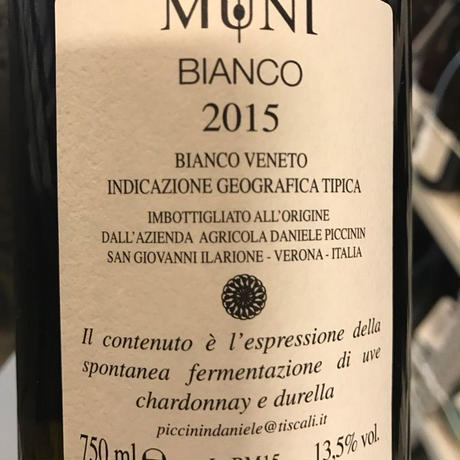 MUNI
BIANCO
2015
BIANCO VENETO
INDICAZIONE GEOGRAFICA TIPICA
IMBOTTIGLIATO ALL'ORIGINE
DALL'AZIENDA AGRICOLA DANIELE PICCININ
SAN GIOVANNI ILARIONE - VERONA - ITALIA
Il contenuto è l'espressione della
spontanea fermentazione di uve
chardonnay e durella
piccinindaniele@tiscali.it
750 ml e L. BM15 13,5% vol.